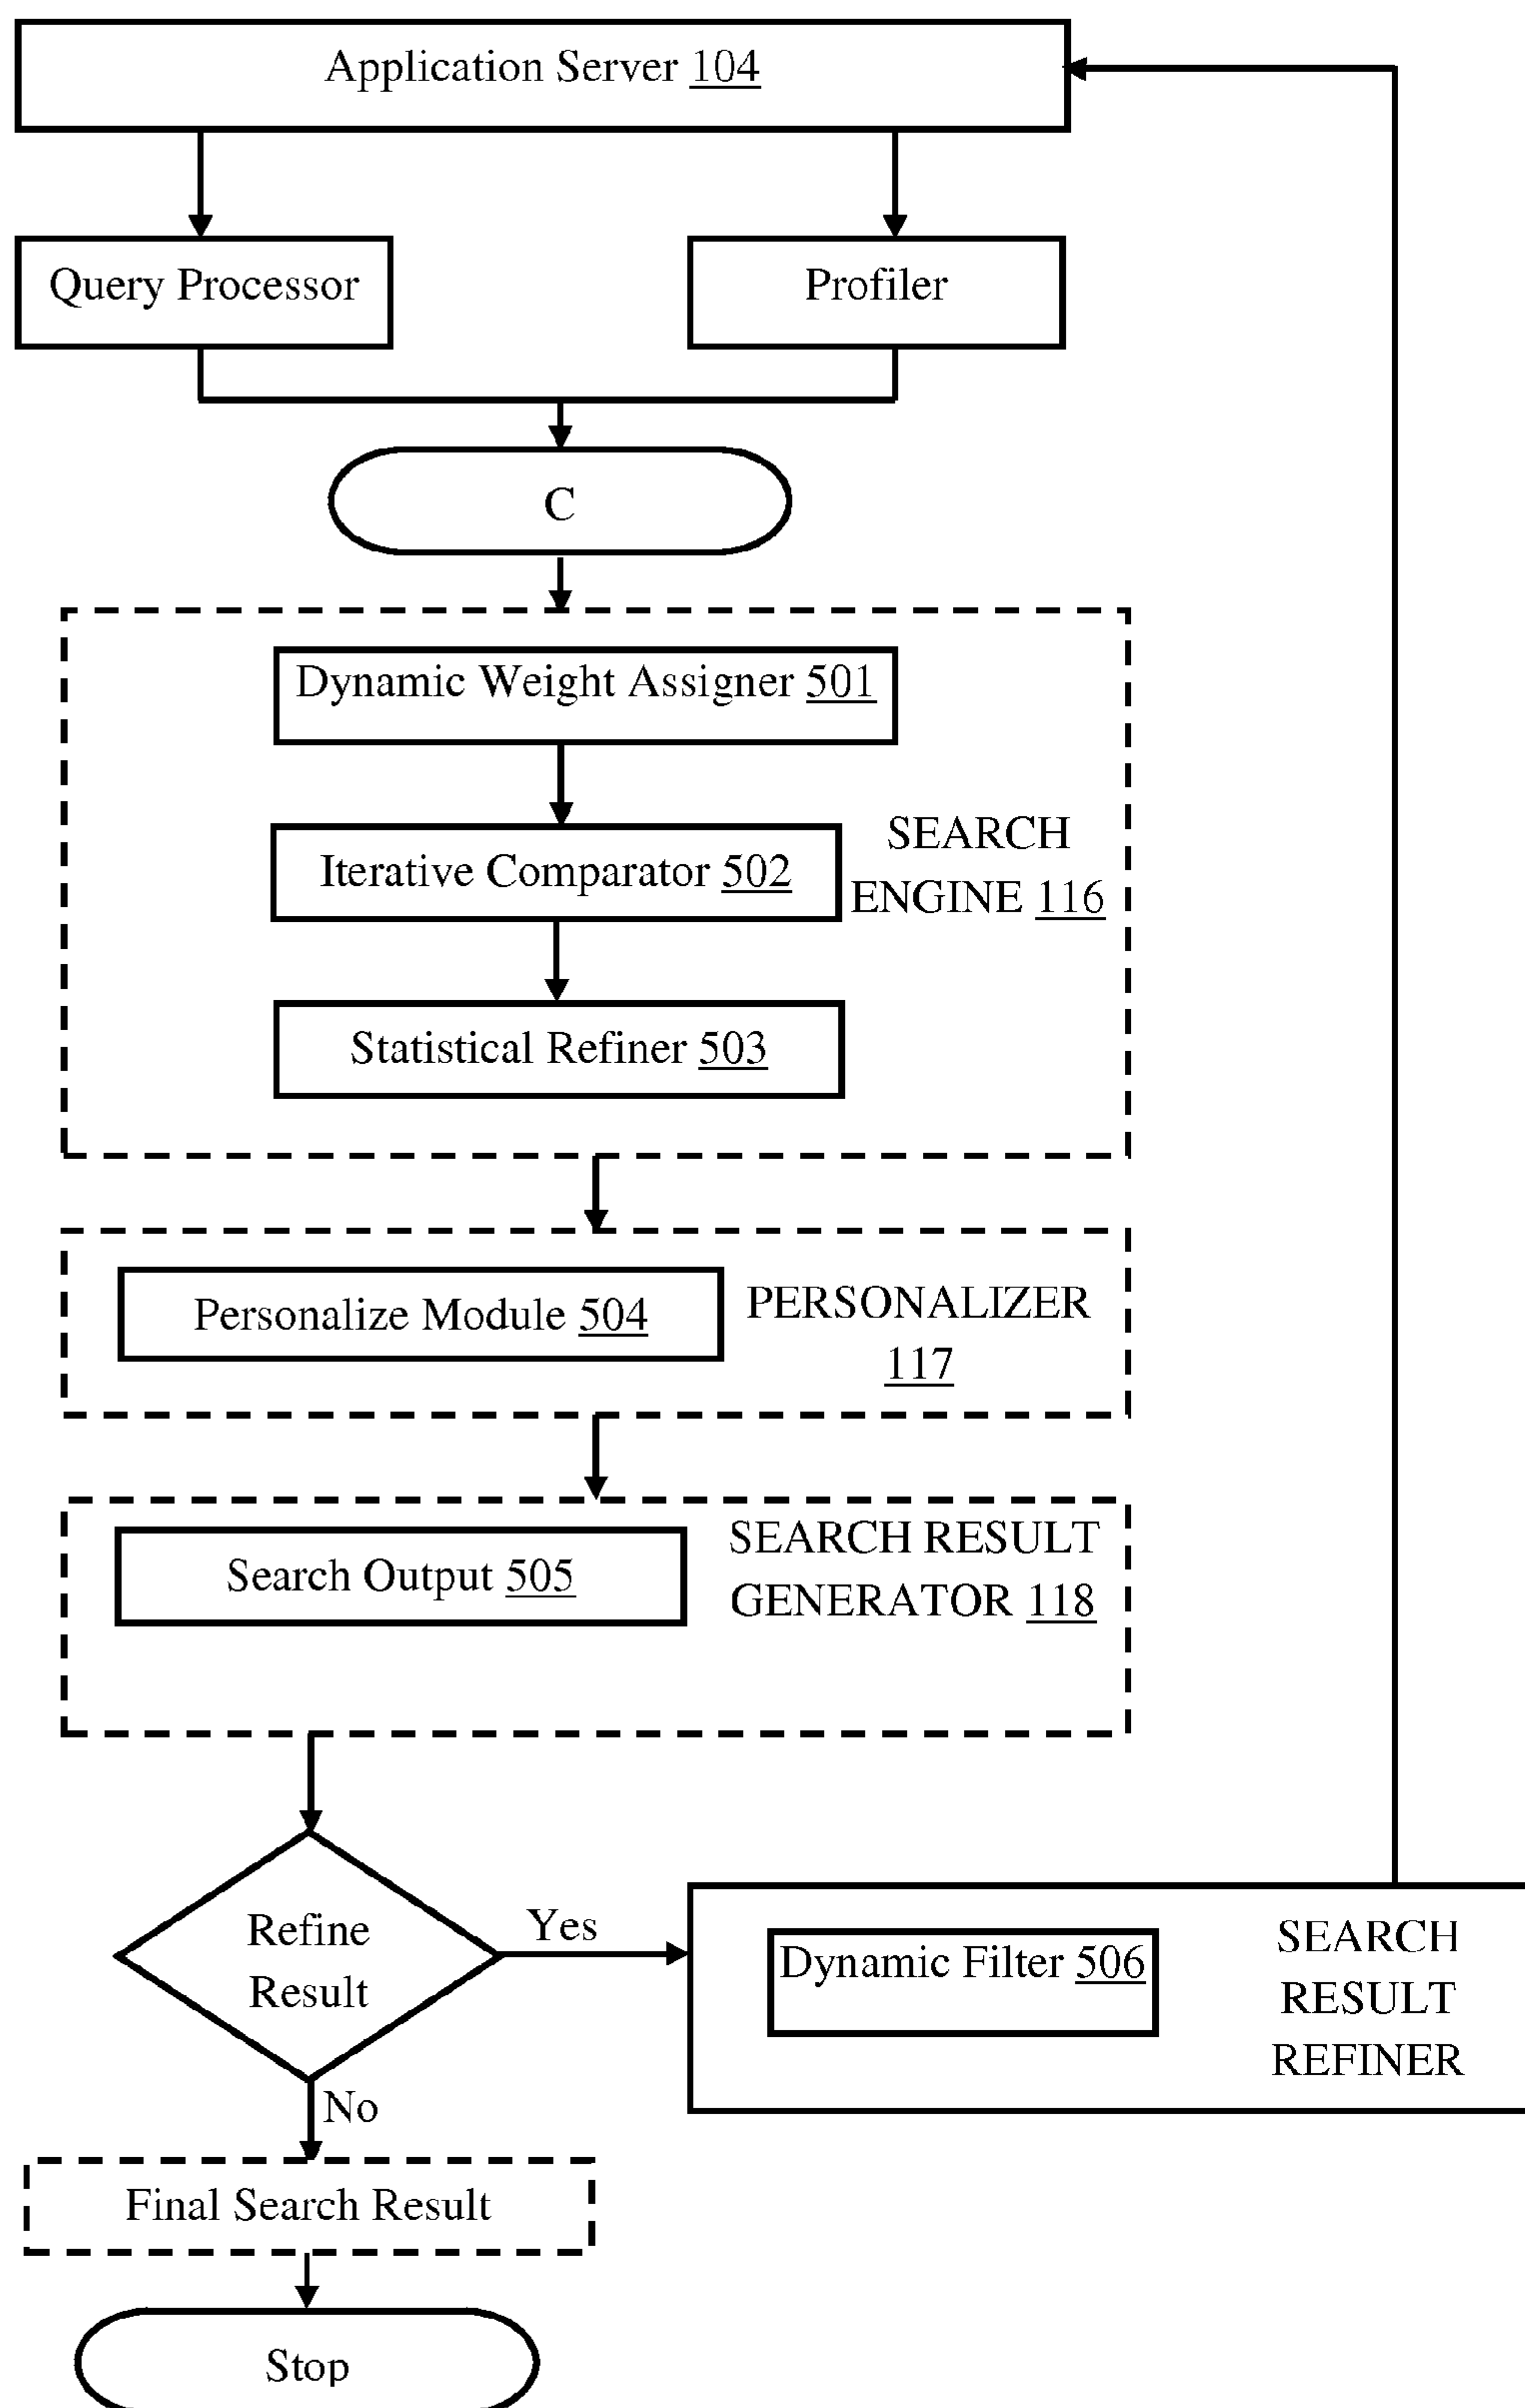 Application Server 104
Query Processor
Profiler
C
Dynamic Weight Assigner 501
Iterative Comparator 502
SEARCH
ENGINE 116
Statistical Refiner 503
Personalize Module 504
PERSONALIZER
117
Search Output 505
SEARCH RESULT
GENERATOR 118
Refine
Result
Yes
Dynamic Filter 506
SEARCH
RESULT
REFINER
No
Final Search Result
Stop